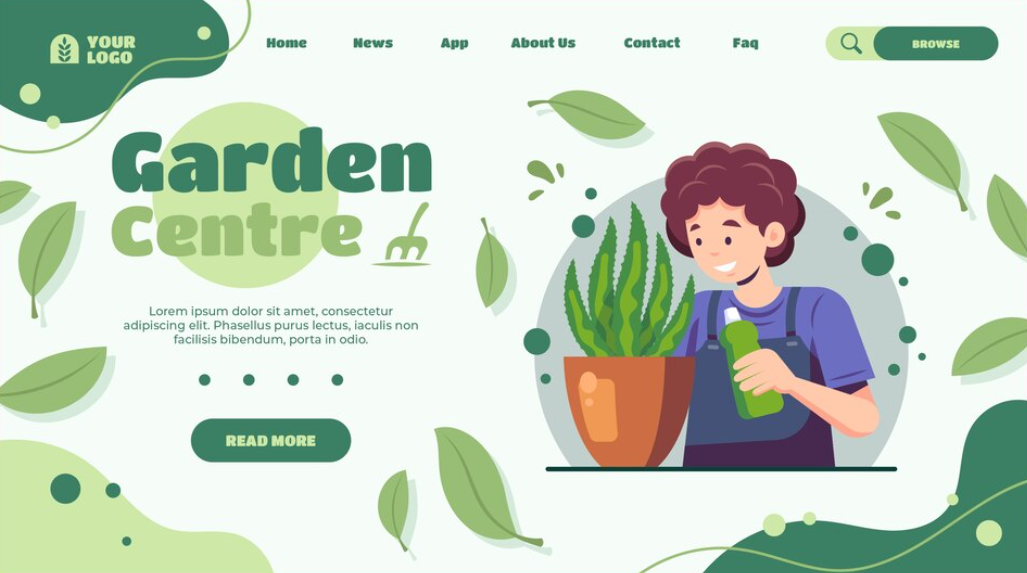 YOUR
LOGO
Home
News
App
About Us
Contact
Faq
BROWSE
Garden
Centre
Lorem ipsum dolor sit amet, consectetur
adipiscing elit. Phasellus purus lectus, iaculis non
facilisis bibendum, porta in odio.
READ MORE